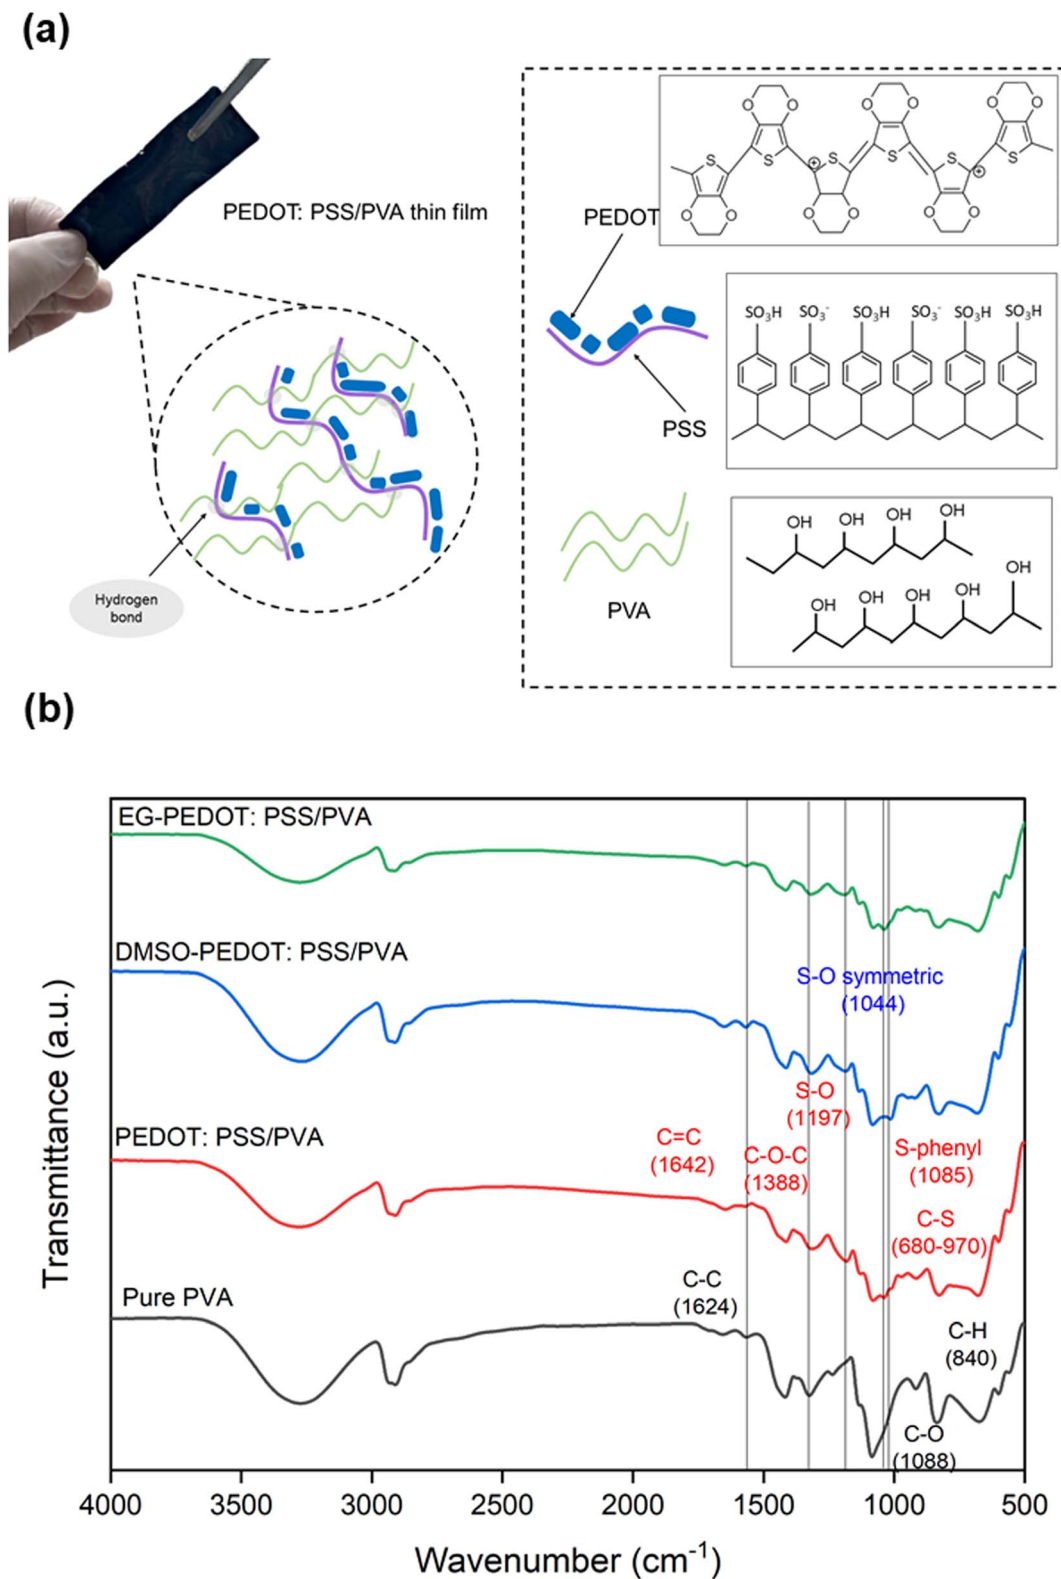 (a)
PEDOT: PSS/PVA thin film
Hydrogen
bond
PEDOT
PSS
PVA
O O O O O O
S S S S S S
⊕ ⊕
O O O O O O
SO₃H SO₃⁻ SO₃H SO₃⁻ SO₃H SO₃H
OH OH OH OH
OH OH OH OH OH
(b)
EG-PEDOT: PSS/PVA
DMSO-PEDOT: PSS/PVA
S-O symmetric
(1044)
S-O
(1197)
PEDOT: PSS/PVA
C=C
(1642)
C-O-C
(1388)
S-phenyl
(1085)
C-S
(680-970)
Pure PVA
C-C
(1624)
C-H
(840)
C-O
(1088)
Transmittance (a.u.)
4000 3500 3000 2500 2000 1500 1000 500
Wavenumber (cm⁻¹)